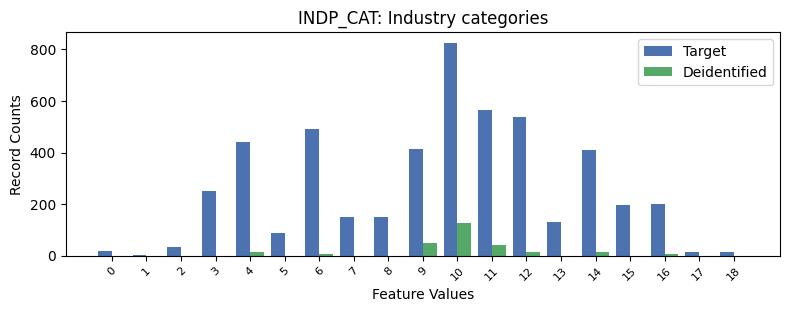 INDP_CAT: Industry categories
Record Counts
800
600
400
200
0
Target
Deidentified
0 1 2 3 4 5 6 7 8 9 10 11 12 13 14 15 16 17 18
Feature Values